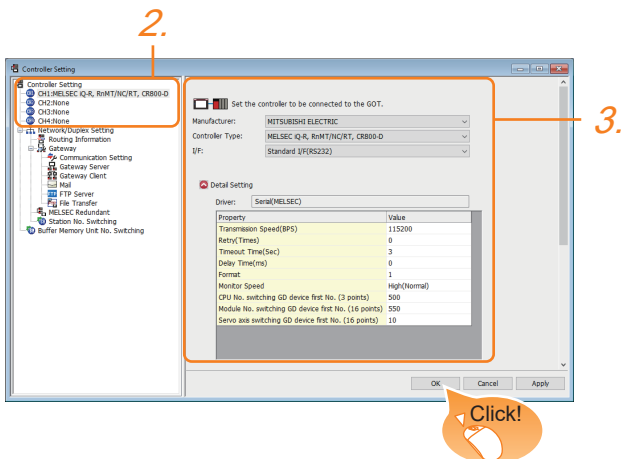 2.
Controller Setting
Controller Setting
CH1:MELSEC iQ-R, RnMT/NC/RT, CR800-D
CH2:None
CH3:None
CH4:None
Network/Duplex Setting
Routing Information
Gateway
Communication Setting
Gateway Server
Gateway Client
Mail
FTP Server
File Transfer
MELSEC Redundant
Station No. Switching
Buffer Memory Unit No. Switching
Set the controller to be connected to the GOT.
Manufacturer: MITSUBISHI ELECTRIC
Controller Type: MELSEC iQ-R, RnMT/NC/RT, CR800-D
I/F: Standard I/F(RS232)
3.
Detail Setting
Driver: Serial(MELSEC)
Property Value
Transmission Speed(BPS) 115200
Retry(Times) 0
Timeout Time(Sec) 3
Delay Time(ms) 0
Format 1
Monitor Speed High(Normal)
CPU No. switching GD device first No. (3 points) 500
Module No. switching GD device first No. (16 points) 550
Servo axis switching GD device first No. (16 points) 10
OK Cancel Apply
Click!